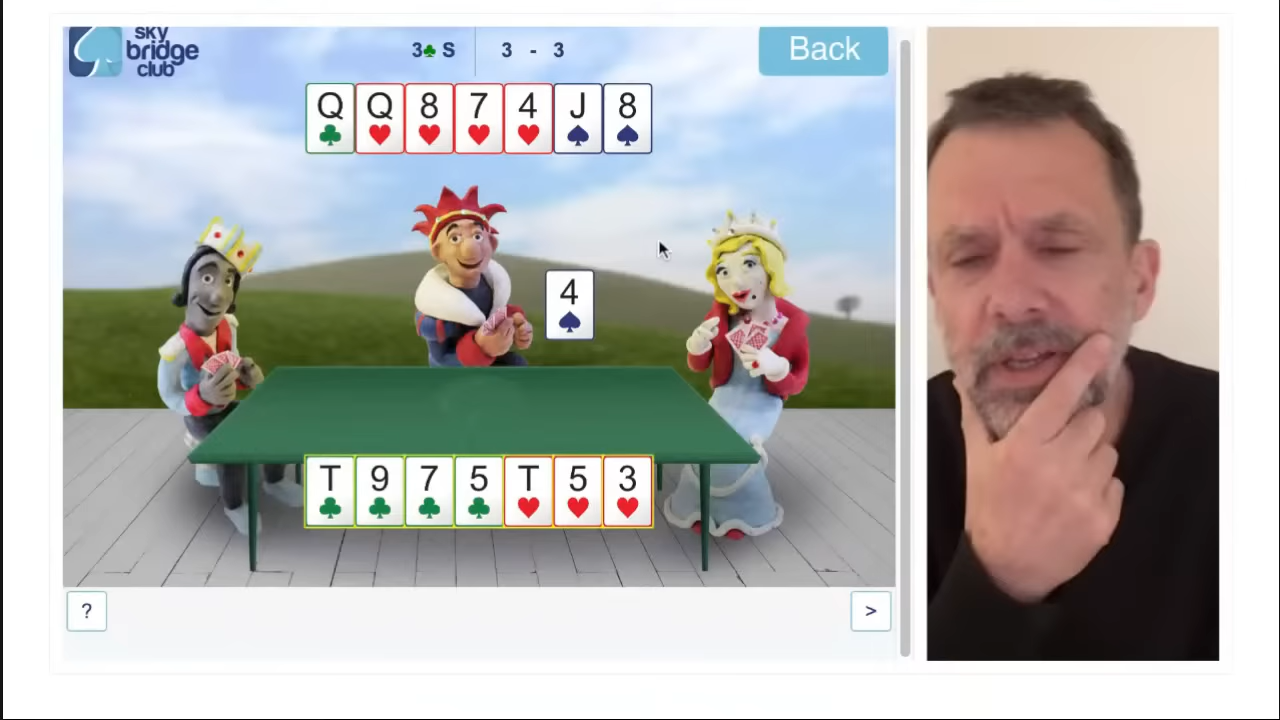 sky
bridge
club
3♣ S
3 - 3
Back
Q♣ Q♥ 8♥ 7♥ 4♥ J♠ 8♠
4♠
T♣ 9♣ 7♣ 5♣ T♥ 5♥ 3♥
?
>